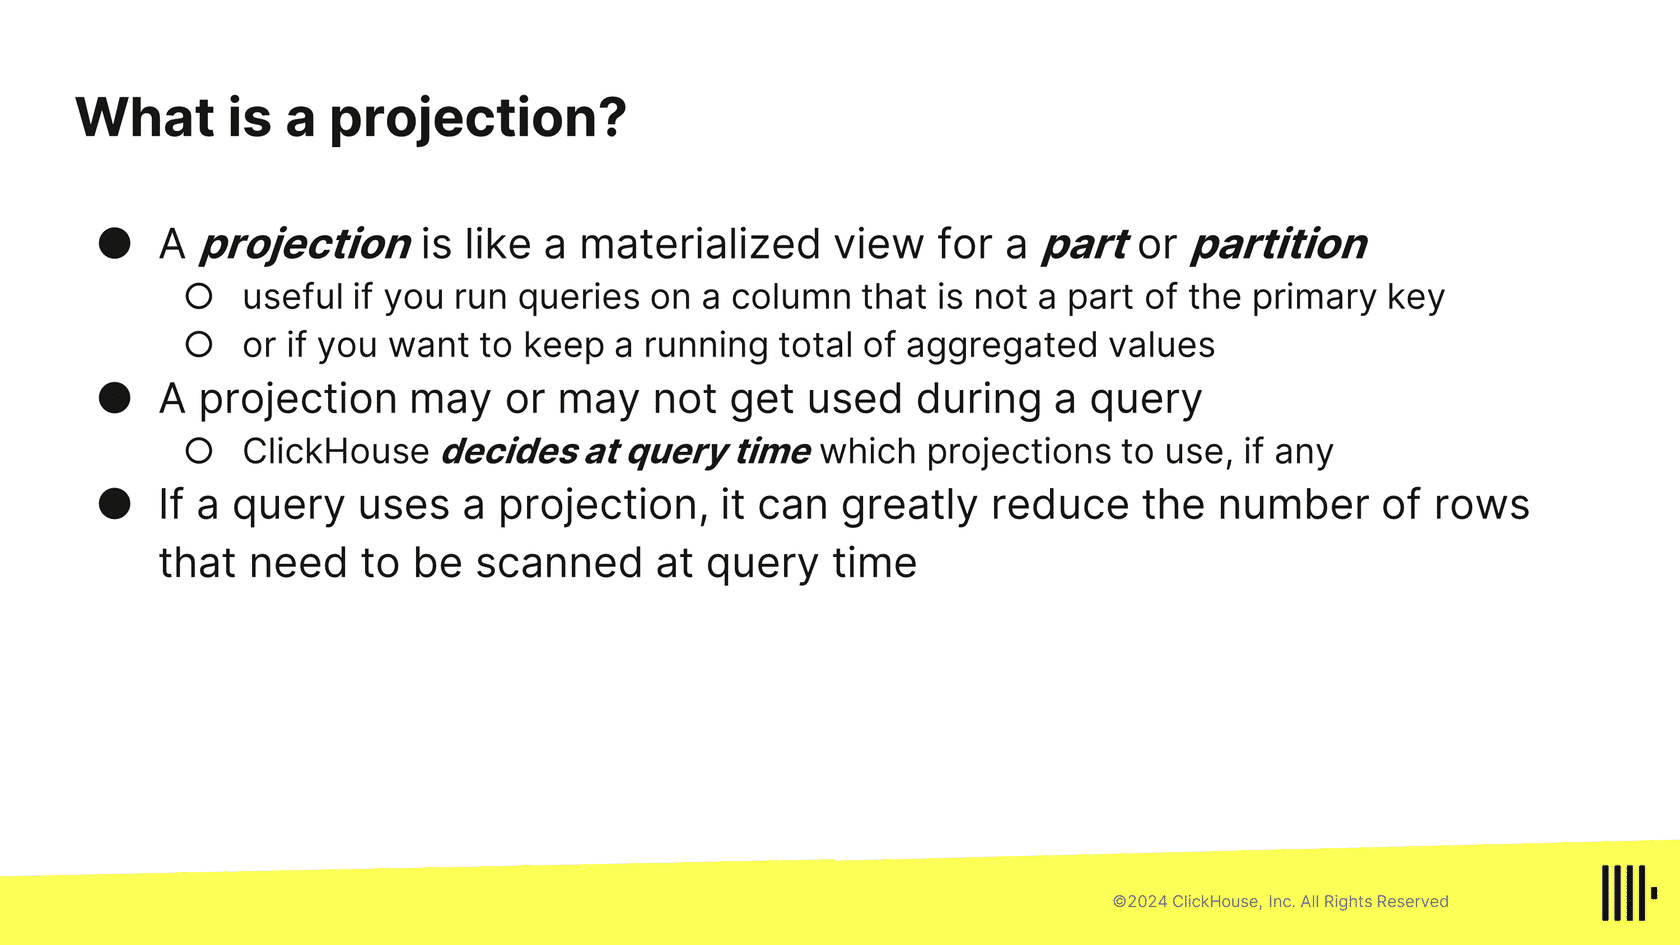 What is a projection?
● A projection is like a materialized view for a part or partition
○ useful if you run queries on a column that is not a part of the primary key
○ or if you want to keep a running total of aggregated values
● A projection may or may not get used during a query
○ ClickHouse decides at query time which projections to use, if any
● If a query uses a projection, it can greatly reduce the number of rows
that need to be scanned at query time
©2024 ClickHouse, Inc. All Rights Reserved